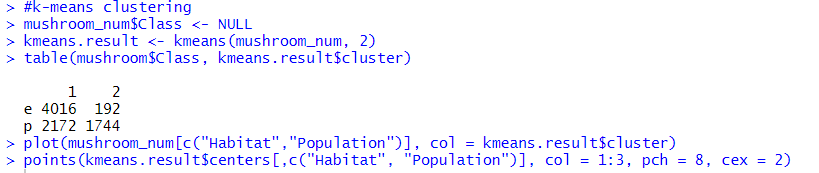 > #k-means clustering
> mushroom_num$Class <- NULL
> kmeans.result <- kmeans(mushroom_num, 2)
> table(mushroom$Class, kmeans.result$cluster)
1 2
e 4016 192
p 2172 1744
> plot(mushroom_num[c("Habitat","Population")], col = kmeans.result$cluster)
> points(kmeans.result$centers[,c("Habitat", "Population")], col = 1:3, pch = 8, cex = 2)